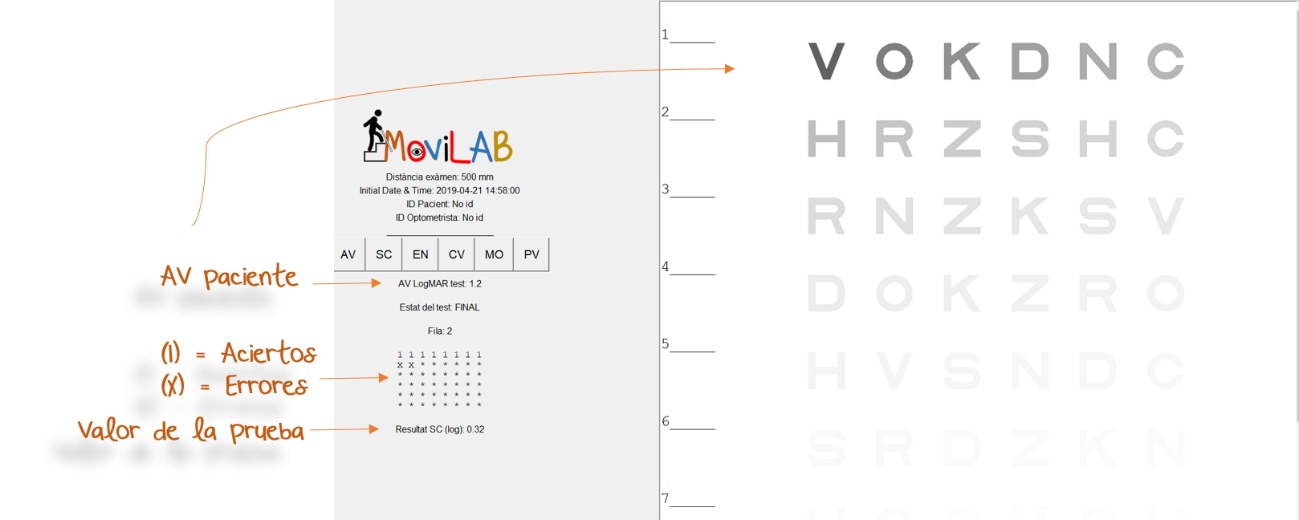 MoViLAB
Distància exàmen: 500 mm
Initial Date & Time: 2019-04-21 14:58:00
ID Pacient: No id
ID Optometrista: No id
AV SC EN CV MO PV
AV paciente
AV LogMAR test: 1.2
Estat del test: FINAL
Fila: 2
(1) = Aciertos
(X) = Errores
1 1 1 1 1 1 1 1
X X * * * * * *
* * * * * * * *
* * * * * * * *
* * * * * * * *
* * * * * * * *
Valor de la prueba
Resultat SC (log): 0.32
1
V O K D N C
2
H R Z S H C
3
R N Z K S V
4
D O K Z R O
5
H V S N D C
6
S R D Z K N
7